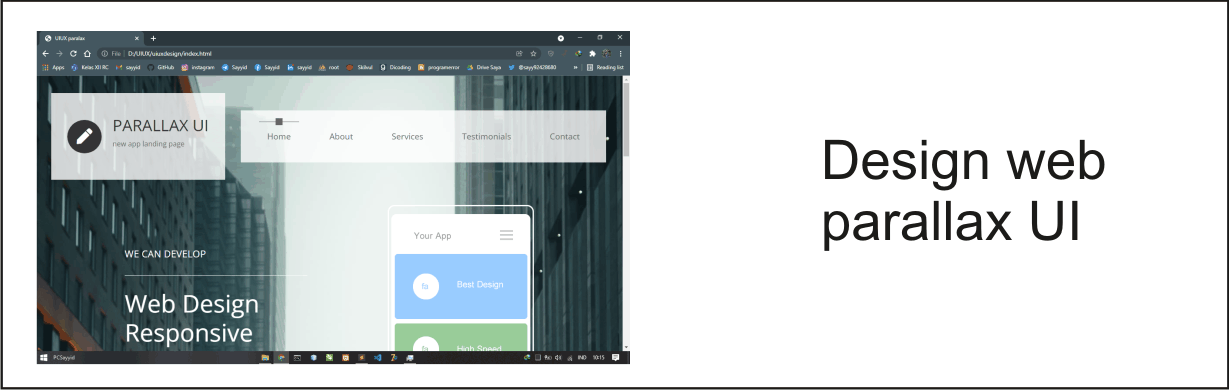 UIUX paralax
File D:/UIUX/uiuxdesign/index.html
Apps Kelas XII RC sayyid GitHub instagram Sayyid Sayyid sayyid root Skilvul Dicoding programerror Drive Saya @sayy92428680 » Reading list
PARALLAX UI
new app landing page
Home About Services Testimonials Contact
Your App
WE CAN DEVELOP
fa Best Design
Web Design
Responsive
fa High Speed
PCSayyid
IND 10:15
Design web
parallax UI